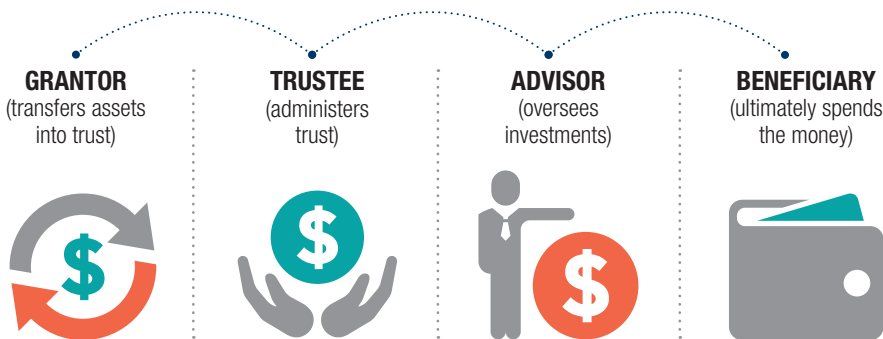 GRANTOR
(transfers assets
into trust)
TRUSTEE
(administers
trust)
ADVISOR
(oversees
investments)
BENEFICIARY
(ultimately spends
the money)
$
$
$